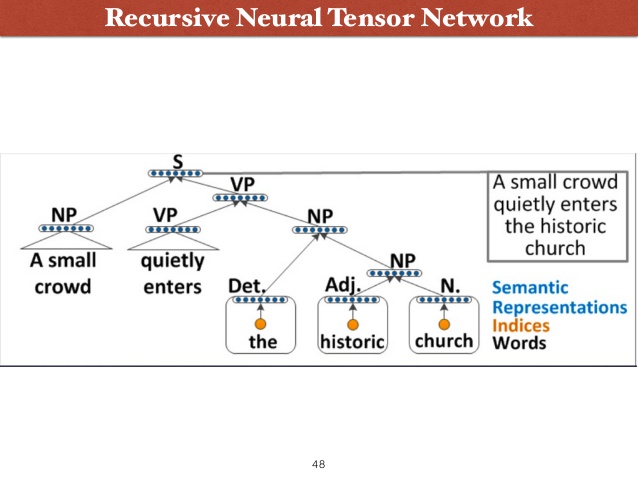 Recursive Neural Tensor Network
S
VP
NP
VP
NP
A small
crowd
quietly
enters
NP
Det.
Adj.
N.
the
historic
church
A small crowd
quietly enters
the historic
church
Semantic
Representations
Indices
Words
48